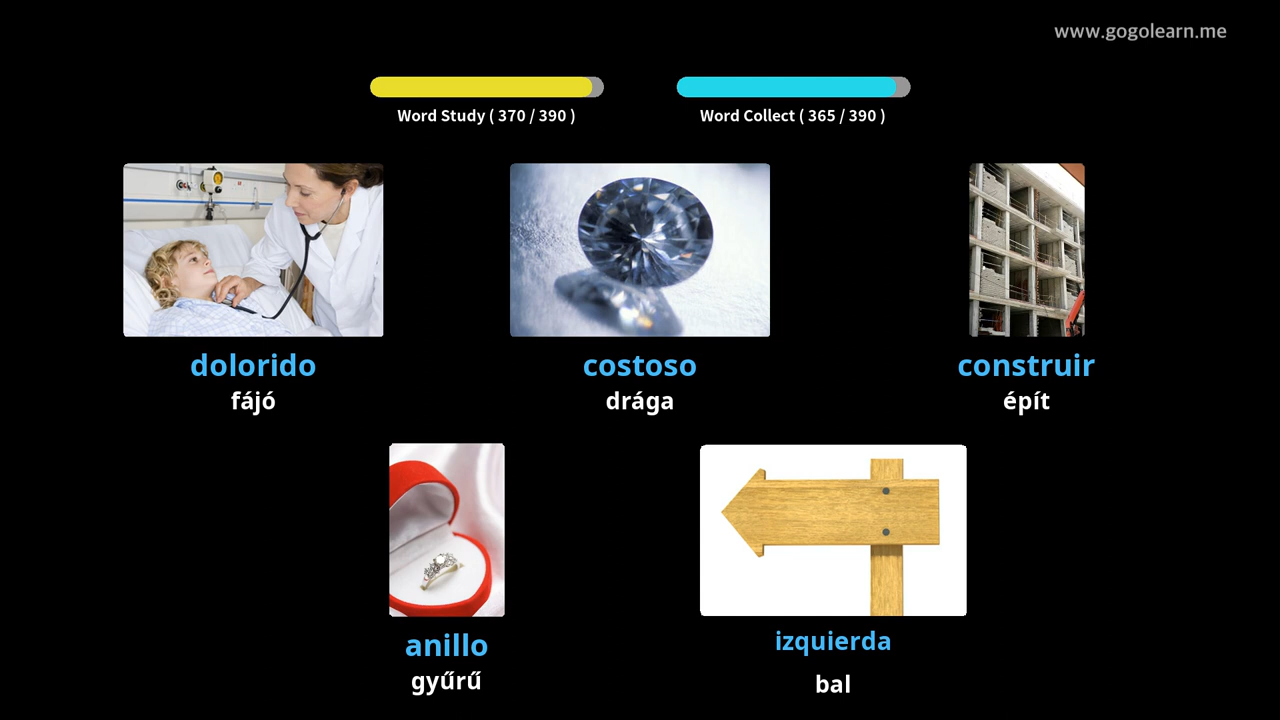 www.gogolearn.me
Word Study ( 370 / 390 )
Word Collect ( 365 / 390 )
dolorido
fájó
costoso
drága
construir
épít
anillo
gyűrű
izquierda
bal